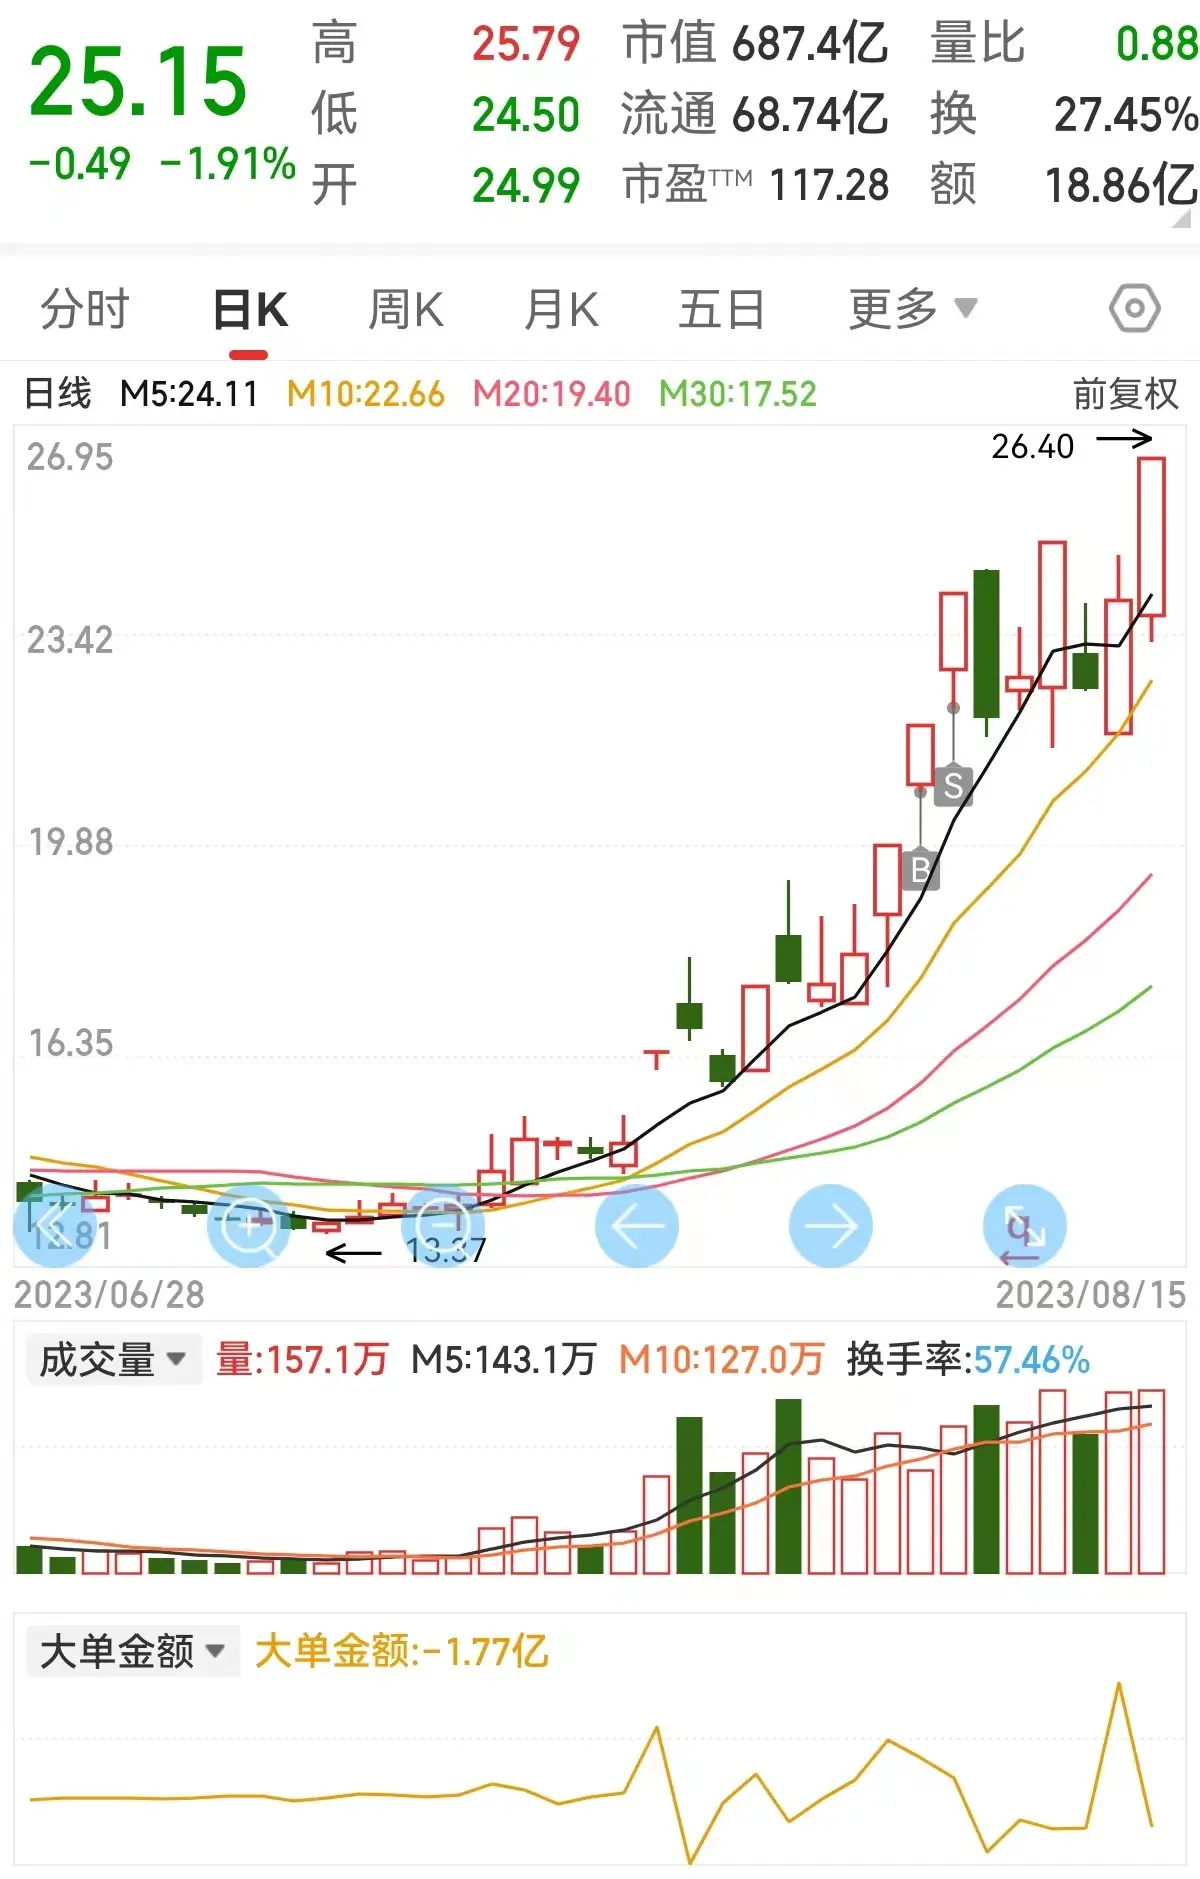 25.15
-0.49 -1.91%
高 25.79 市值 687.4亿 量比 0.88
低 24.50 流通 68.74亿 换 27.45%
开 24.99 市盈TTM 117.28 额 18.86亿
分时 日K 周K 月K 五日 更多
日线 M5:24.11 M10:22.66 M20:19.40 M30:17.52 前复权
26.95
26.40
23.42
S
19.88
B
16.35
12.81
13.37
q
2023/06/28 2023/08/15
成交量 量:157.1万 M5:143.1万 M10:127.0万 换手率:57.46%
大单金额 大单金额:-1.77亿